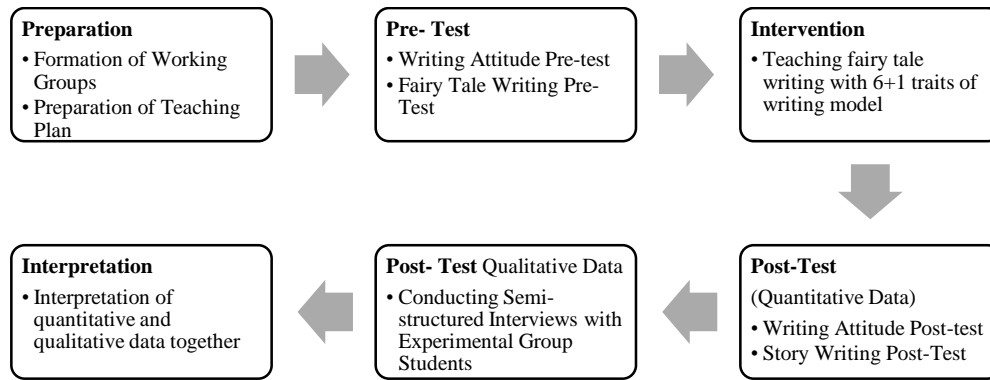 Preparation
• Formation of Working
Groups
• Preparation of Teaching
Plan
Pre- Test
• Writing Attitude Pre-test
• Fairy Tale Writing Pre-
Test
Intervention
• Teaching fairy tale
writing with 6+1 traits of
writing model
Post-Test
(Quantitative Data)
• Writing Attitude Post-test
• Story Writing Post-Test
Post- Test Qualitative Data
• Conducting Semi-
structured Interviews with
Experimental Group
Students
Interpretation
• Interpretation of
quantitative and
qualitative data together